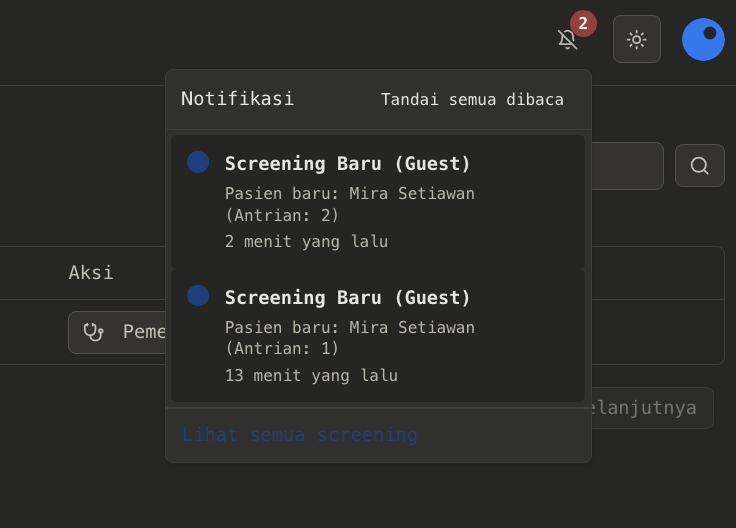 2
Notifikasi
Tandai semua dibaca
Screening Baru (Guest)
Pasien baru: Mira Setiawan
(Antrian: 2)
2 menit yang lalu
Aksi
Screening Baru (Guest)
Pasien baru: Mira Setiawan
(Antrian: 1)
13 menit yang lalu
Peme
elanjutnya
Lihat semua screening